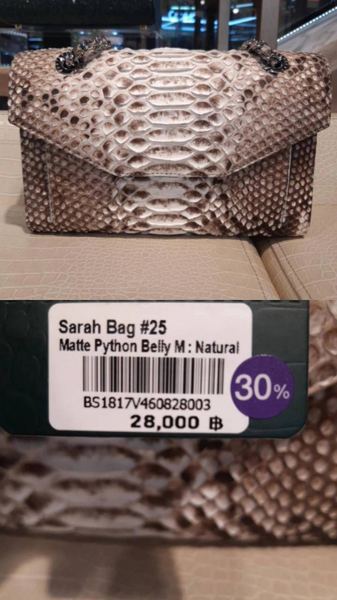 Sarah Bag #25
Matte Python Belly M : Natural
BS1817V460828003
30%
28,000 ฿